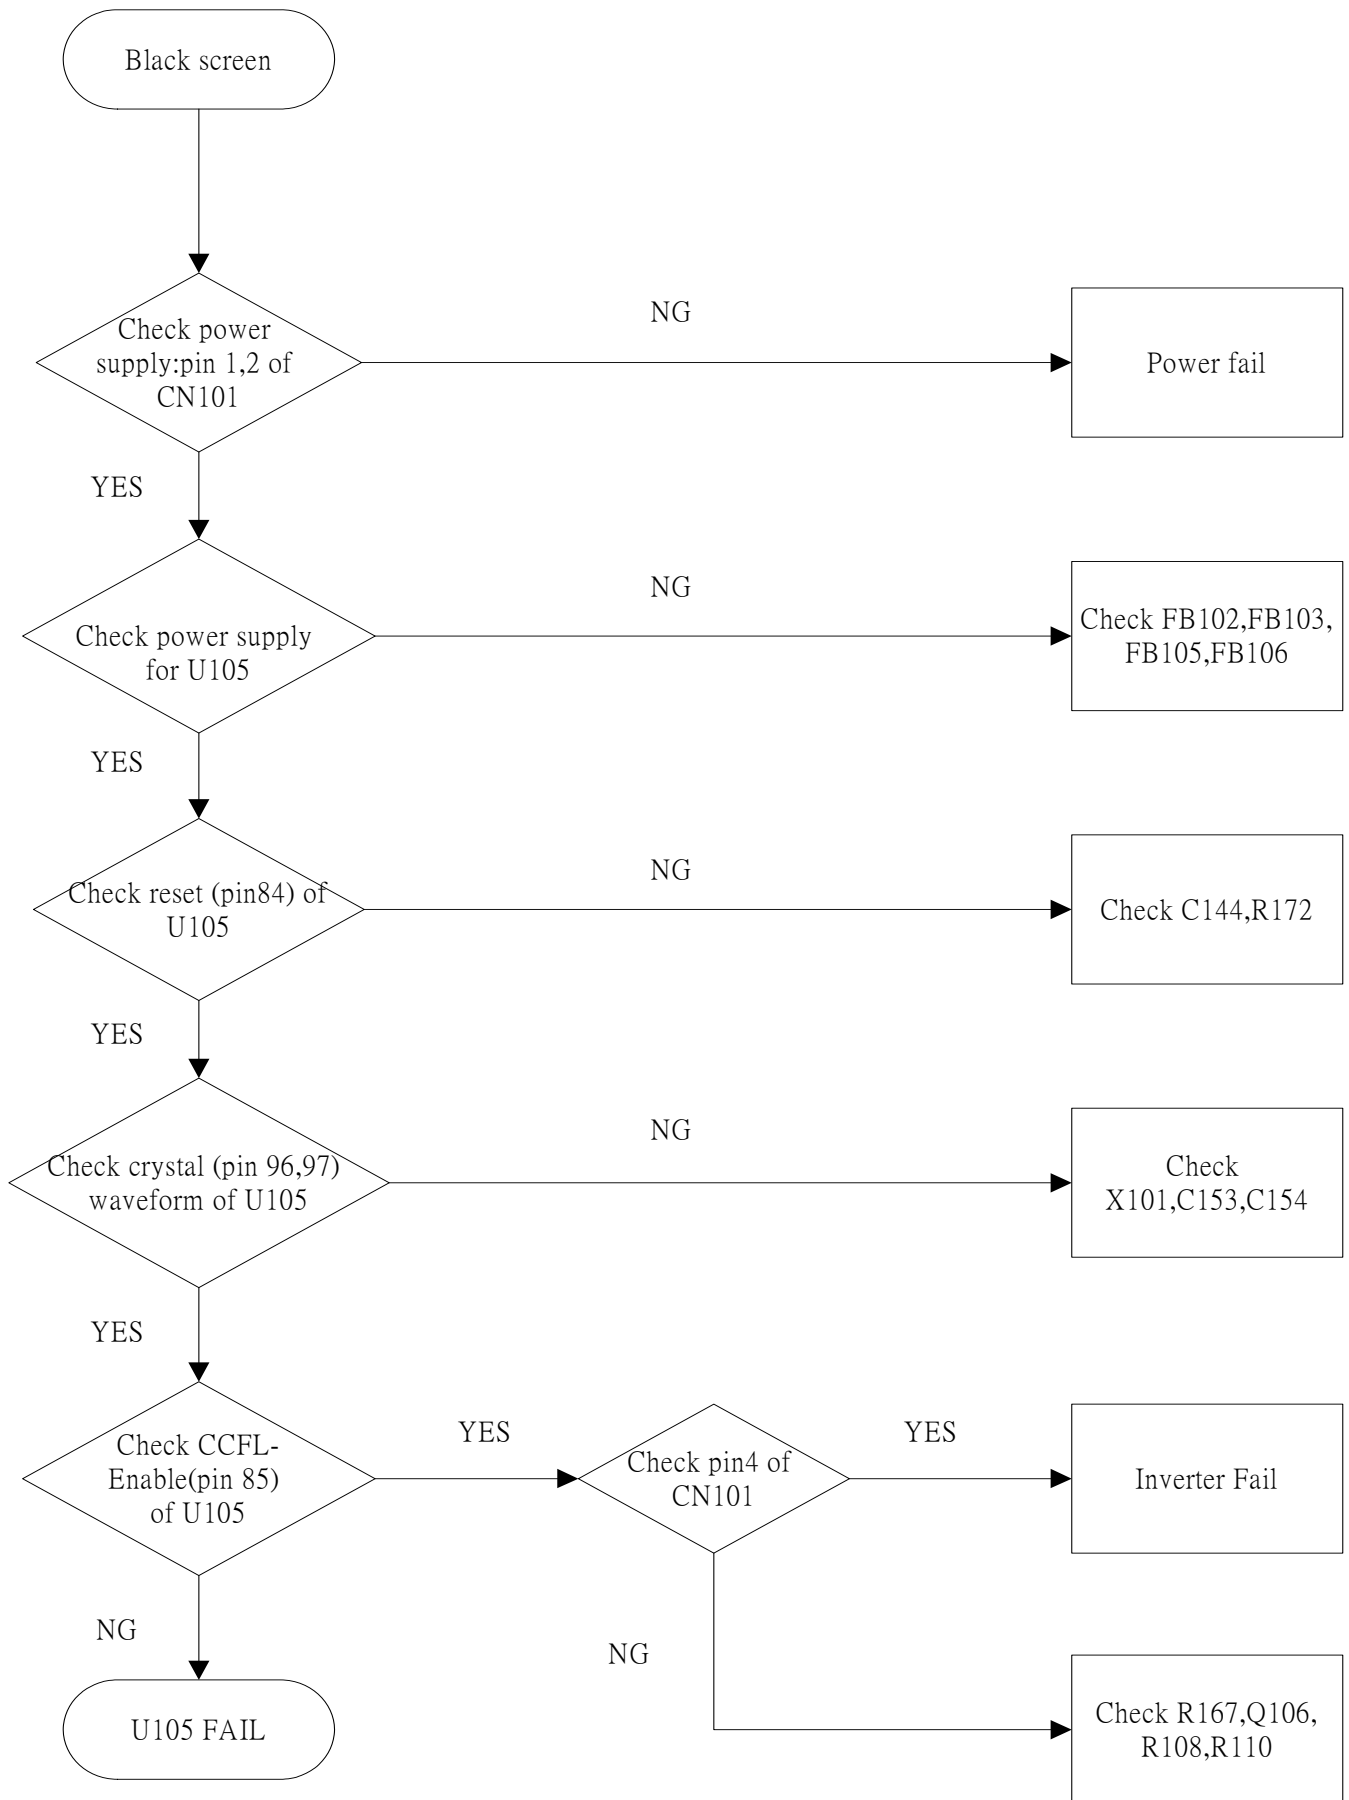 Black screen
Check power
supply:pin 1,2 of
CN101
NG
Power fail
YES
Check power supply
for U105
NG
Check FB102,FB103,
FB105,FB106
YES
Check reset (pin84) of
U105
NG
Check C144,R172
YES
Check crystal (pin 96,97)
waveform of U105
NG
Check
X101,C153,C154
YES
Check CCFL-
Enable(pin 85)
of U105
YES
Check pin4 of
CN101
YES
Inverter Fail
NG
U105 FAIL
NG
Check R167,Q106,
R108,R110